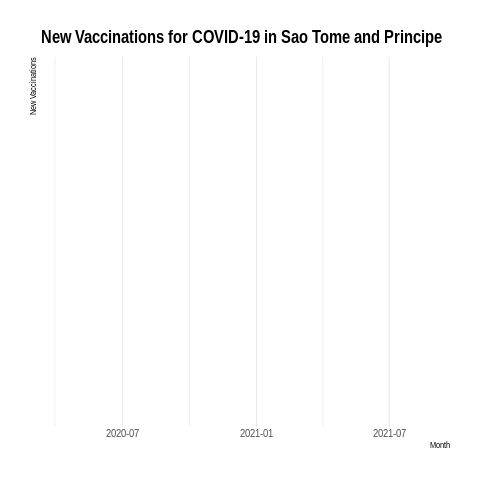 New Vaccinations for COVID-19 in Sao Tome and Principe
New Vaccinations
2020-07
2021-01
2021-07
Month